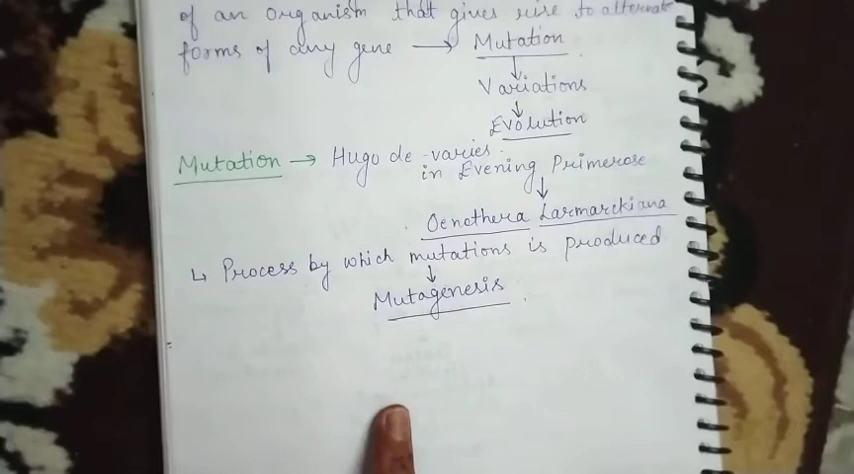 of an organism that gives rise to alternate
forms of any gene → Mutation
↓
Variations
↓
Evolution
Mutation → Hugo de-varies
in Evening Primerose
↓
Oenothera Larmarckiana
↳ Process by which mutations is produced
↓
Mutagenesis.